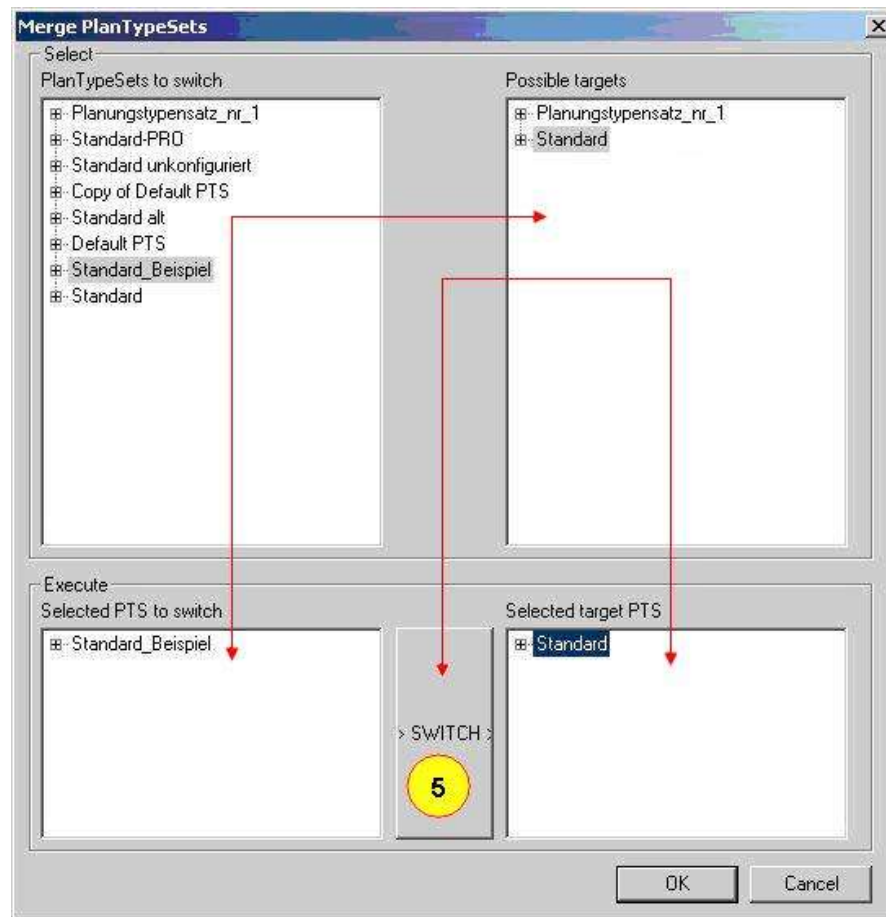 Merge PlanTypeSets
Select
PlanTypeSets to switch
Planungstypensatz_nr_1
Standard-PRO
Standard unkonfiguriert
Copy of Default PTS
Standard alt
Default PTS
Standard_Beispiel
Standard
Possible targets
Planungstypensatz_nr_1
Standard
Execute
Selected PTS to switch
Standard_Beispiel
> SWITCH >
5
Selected target PTS
Standard
OK
Cancel